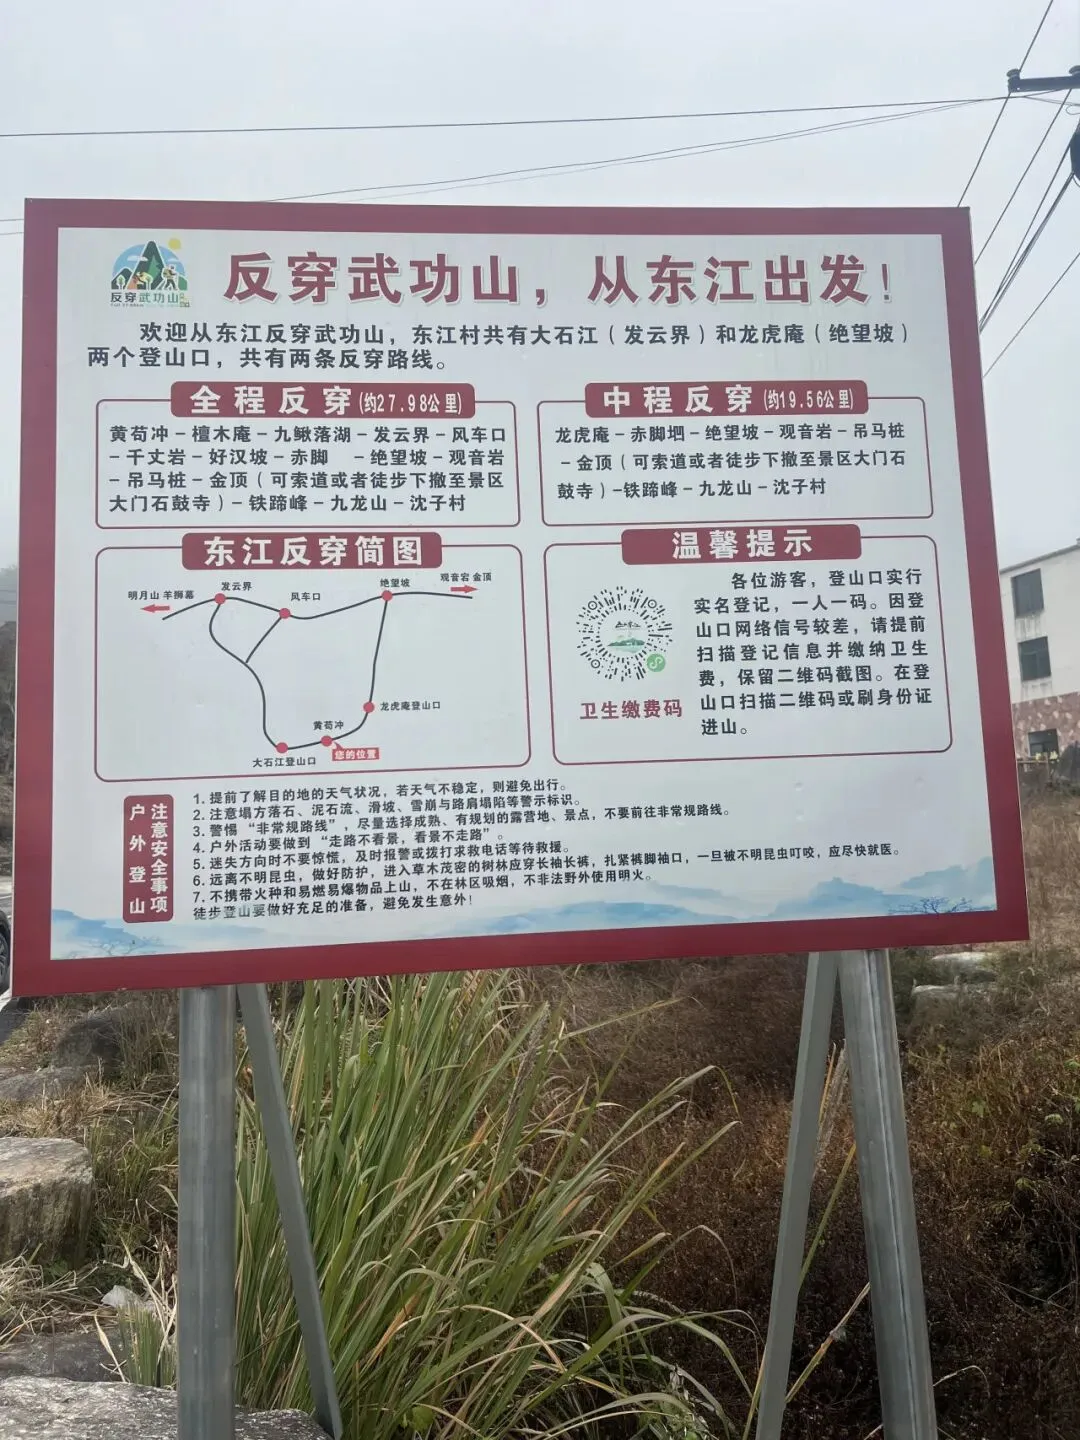 反穿武功山
反穿武功山，从东江出发！
欢迎从东江反穿武功山，东江村共有大石江（发云界）和龙虎庵（绝望坡）
两个登山口，共有两条反穿路线。
全程反穿(约27.98公里)
黄苟冲－檀木庵－九鳅落湖－发云界－风车口
－千丈岩－好汉坡－赤脚 －绝望坡－观音岩
－吊马桩－金顶（可索道或者徒步下撤至景区
大门石鼓寺）－铁蹄峰－九龙山－沈子村
中程反穿(约19.56公里)
龙虎庵－赤脚垇－绝望坡－观音岩－吊马桩
－金顶（可索道或者徒步下撤至景区大门石
鼓寺）－铁蹄峰－九龙山－沈子村
东江反穿简图
明月山 羊狮幕
发云界
风车口
绝望坡
观音宕 金顶
龙虎庵登山口
黄苟冲
您的位置
大石江登山口
温馨提示
各位游客，登山口实行
实名登记，一人一码。因登
山口网络信号较差，请提前
扫描登记信息并缴纳卫生
费，保留二维码截图。在登
山口扫描二维码或刷身份证
进山。
卫生缴费码
户外登山
注意安全事项
1. 提前了解目的地的天气状况，若天气不稳定，则避免出行。
2. 注意塌方落石、泥石流、滑坡、雪崩与路肩塌陷等警示标识。
3. 警惕“非常规路线”，尽量选择成熟、有规划的露营地、景点，不要前往非常规路线。
4. 户外活动要做到“走路不看景，看景不走路”。
5. 迷失方向时不要惊慌，及时报警或拨打求救电话等待救援。
6. 远离不明昆虫，做好防护，进入草木茂密的树林应穿长袖长裤，扎紧裤脚袖口，一旦被不明昆虫叮咬，应尽快就医。
7. 不携带火种和易燃易爆物品上山，不在林区吸烟，不非法野外使用明火。
徒步登山要做好充足的准备，避免发生意外！